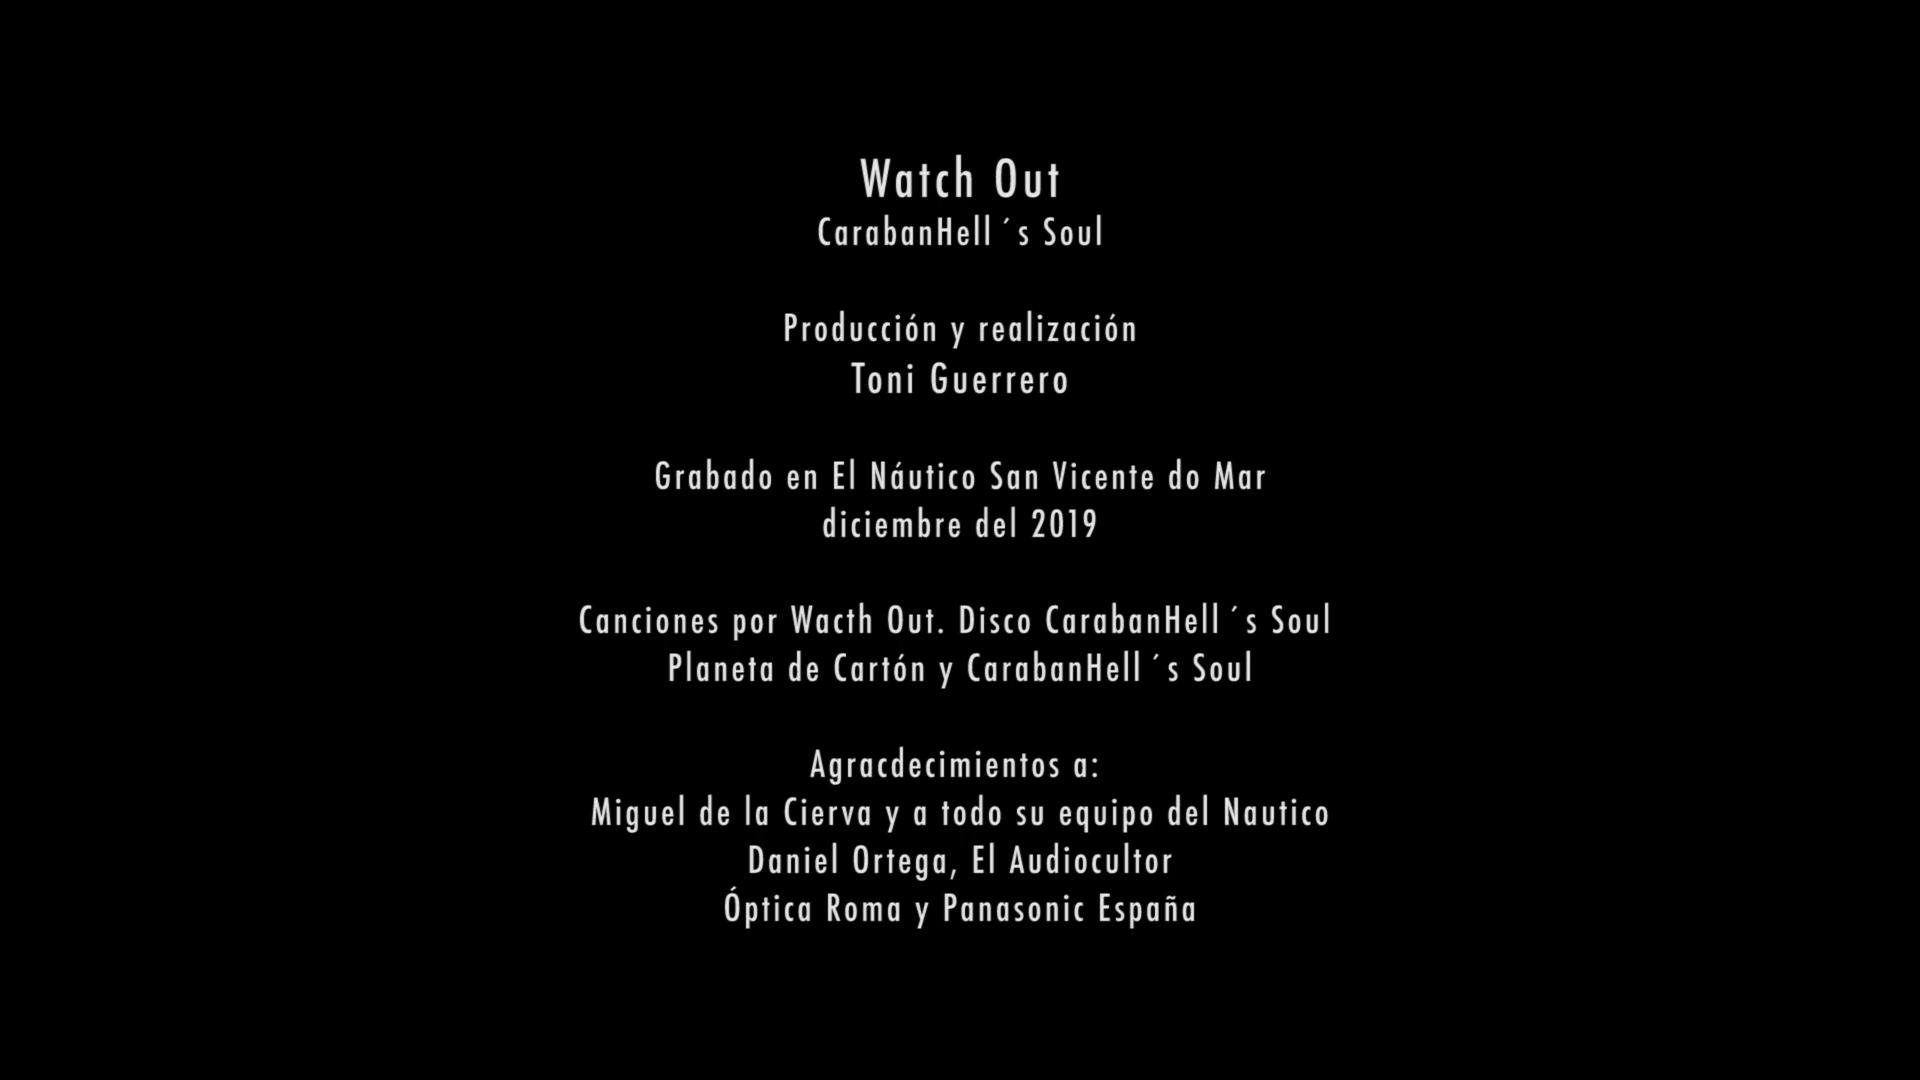 Watch Out
CarabanHell´s Soul
Producción y realización
Toni Guerrero
Grabado en El Náutico San Vicente do Mar
diciembre del 2019
Canciones por Wacth Out. Disco CarabanHell´s Soul
Planeta de Cartón y CarabanHell´s Soul
Agracdecimientos a:
Miguel de la Cierva y a todo su equipo del Nautico
Daniel Ortega, El Audiocultor
Óptica Roma y Panasonic España